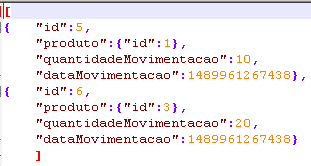 [
{   "id":5,
    "produto":{"id":1},
    "quantidadeMovimentacao":10,
    "dataMovimentacao":1489961267438},
{   "id":6,
    "produto":{"id":3},
    "quantidadeMovimentacao":20,
    "dataMovimentacao":1489961267438}
    ]